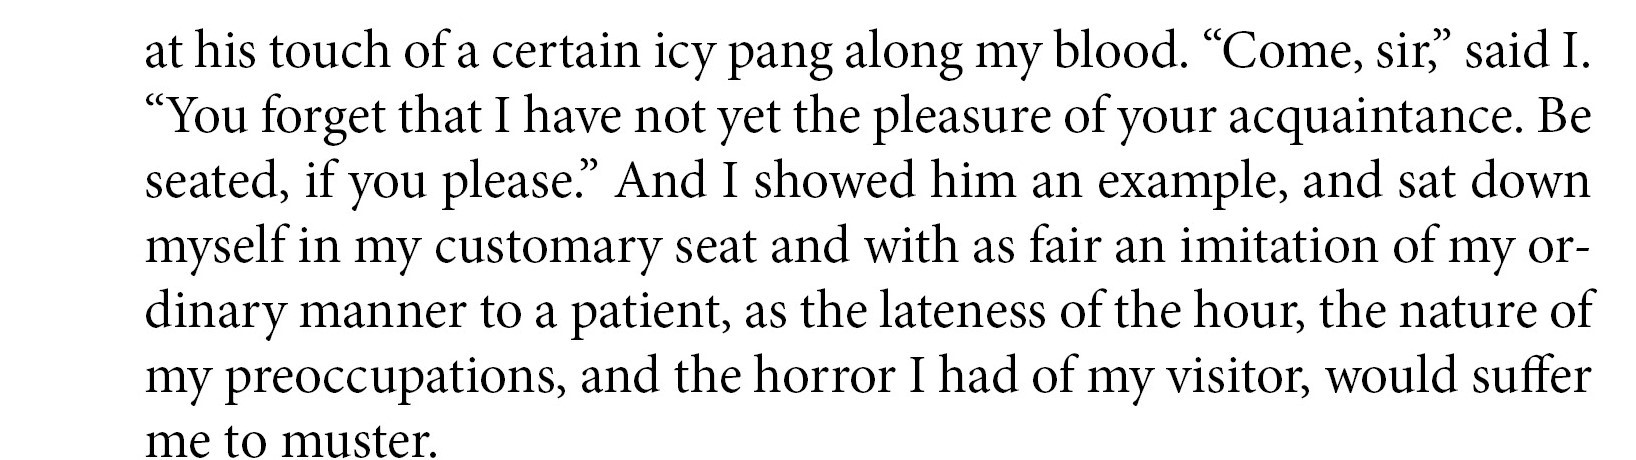 at his touch of a certain icy pang along my blood. “Come, sir,” said I.
“You forget that I have not yet the pleasure of your acquaintance. Be
seated, if you please.” And I showed him an example, and sat down
myself in my customary seat and with as fair an imitation of my or-
dinary manner to a patient, as the lateness of the hour, the nature of
my preoccupations, and the horror I had of my visitor, would suffer
me to muster.